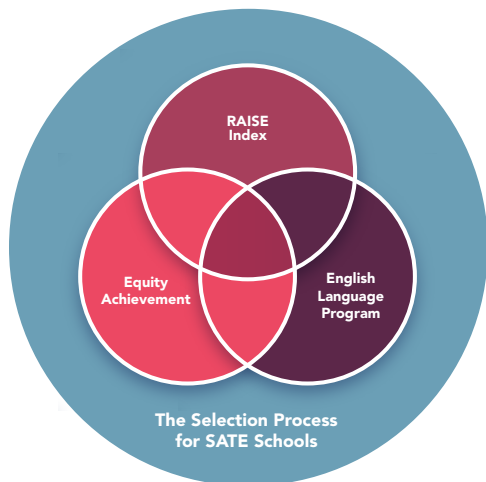 RAISE
Index
Equity
Achievement
English
Language
Program
The Selection Process
for SATE Schools